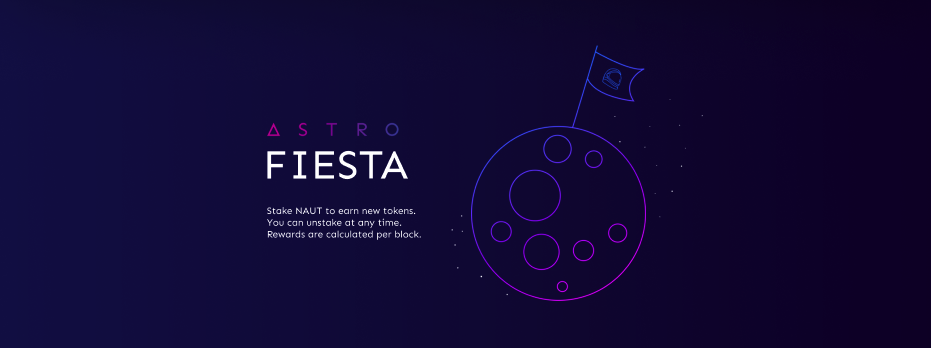 ASTRO
FIESTA
Stake NAUT to earn new tokens.
You can unstake at any time.
Rewards are calculated per block.